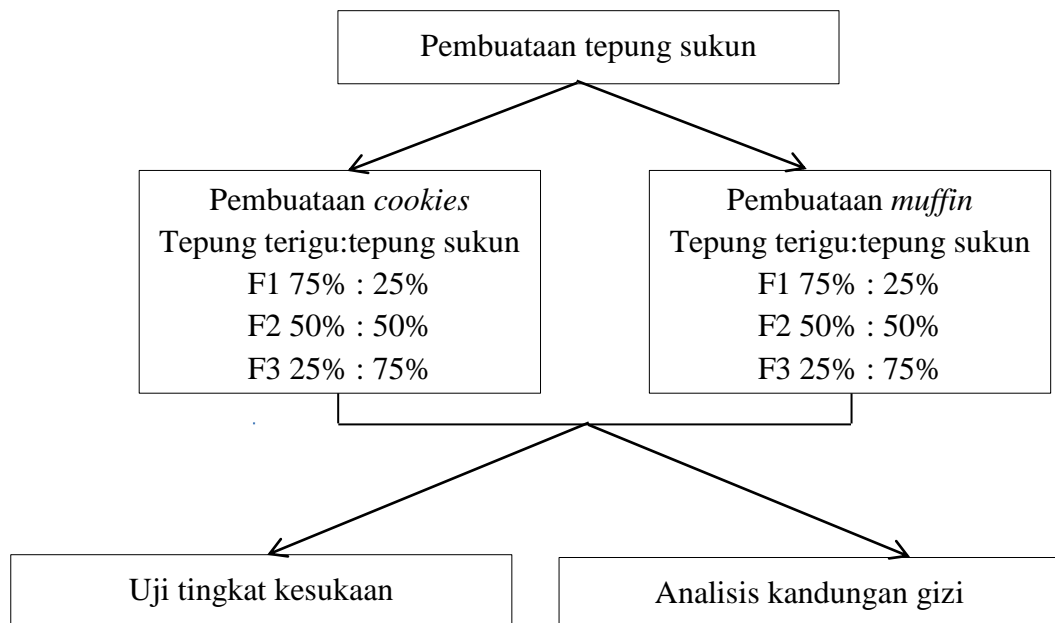 Pembuataan tepung sukun
Pembuataan cookies
Tepung terigu:tepung sukun
F1 75% : 25%
F2 50% : 50%
F3 25% : 75%
Pembuataan muffin
Tepung terigu:tepung sukun
F1 75% : 25%
F2 50% : 50%
F3 25% : 75%
Uji tingkat kesukaan
Analisis kandungan gizi